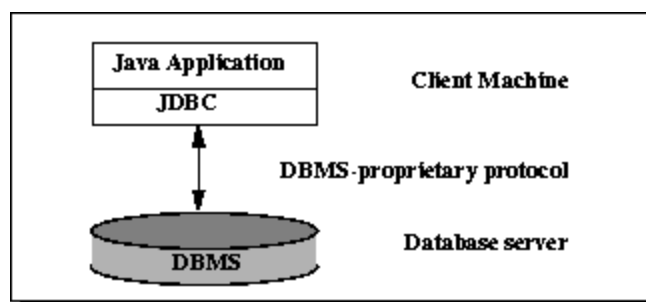 Java Application
Client Machine
JDBC
DBMS-proprietary protocol
Database server
DBMS